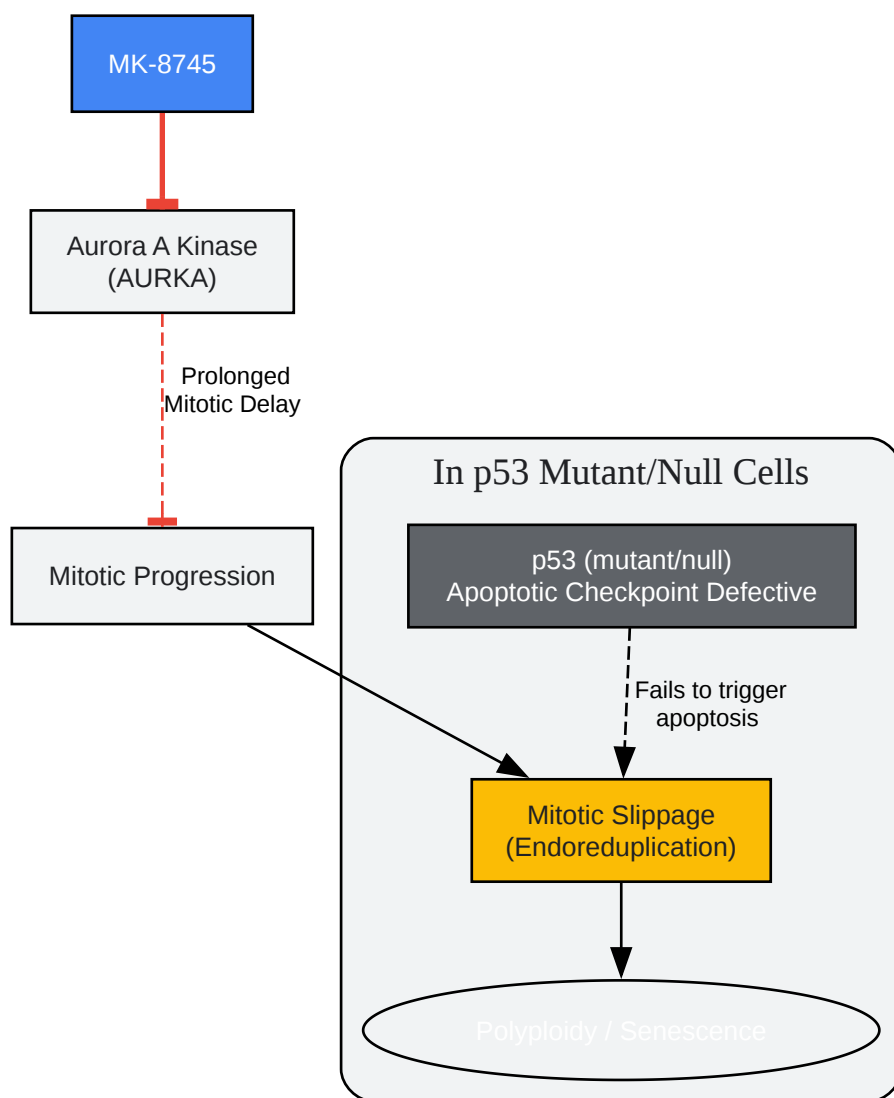 MK-8745
Aurora A Kinase
(AURKA)
Prolonged
Mitotic Delay
Mitotic Progression
In p53 Mutant/Null Cells
p53 (mutant/null)
Apoptotic Checkpoint Defective
Fails to trigger
apoptosis
Mitotic Slippage
(Endoreduplication)
Polyploidy / Senescence